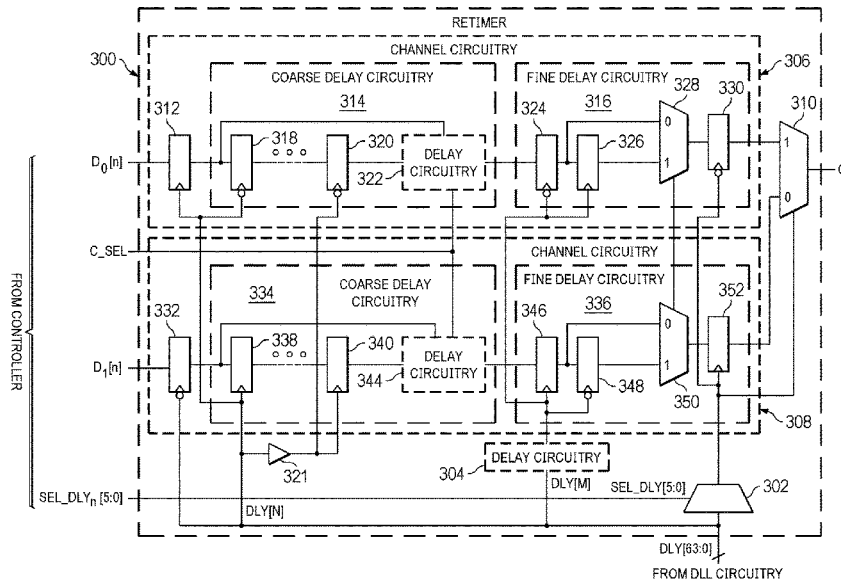 RETIMER
300
CHANNEL CIRCUITRY
306
COARSE DELAY CIRCUITRY
FINE DELAY CIRCUITRY
312
314
318
320
324
316
328
330
310
D0[n]
DELAY CIRCUITRY
322
326
0
1
1
0
C_SEL
CHANNEL CIRCUITRY
FROM CONTROLLER
COARSE DELAY CIRCUITRY
FINE DELAY CIRCUITRY
332
334
338
340
346
336
352
D1[n]
DELAY CIRCUITRY
344
348
0
1
350
308
321
304
DELAY CIRCUITRY
SEL_DLYn[5:0]
DLY[N]
DLY[M]
SEL_DLY[5:0]
302
DLY[63:0]
FROM DLL CIRCUITRY